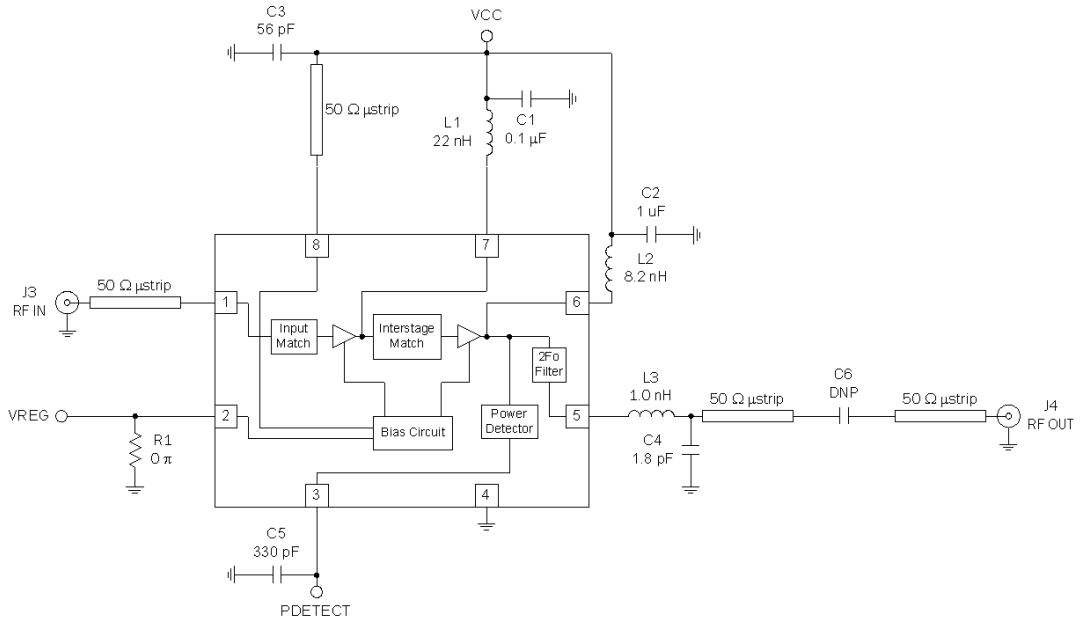 C3
56 pF
VCC
50 Ω μstrip
L1
22 nH
C1
0.1 μF
C2
1 uF
L2
8.2 nH
8
7
J3
RF IN
50 Ω μstrip
1
6
Input
Match
Interstage
Match
2Fo
Filter
VREG
2
Bias Circuit
Power
Detector
5
L3
1.0 nH
50 Ω μstrip
C6
DNP
50 Ω μstrip
J4
RF OUT
R1
0 π
C4
1.8 pF
3
4
C5
330 pF
PDETECT